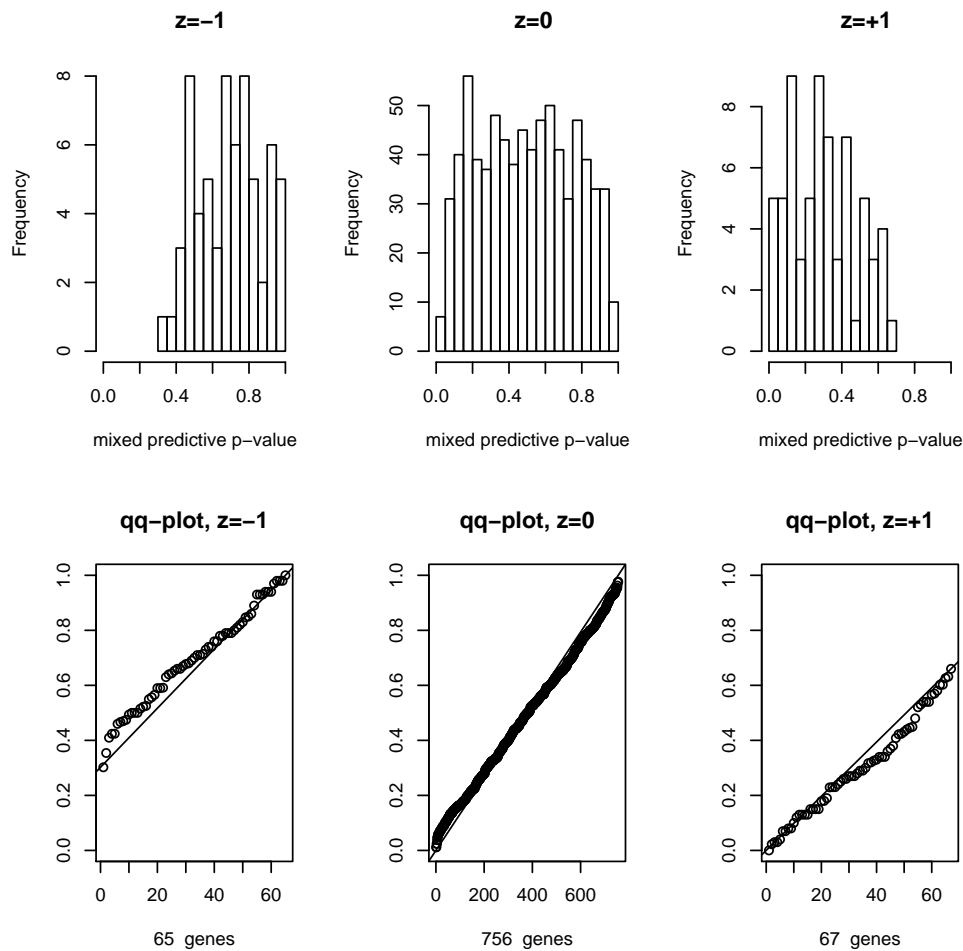 z=−1
z=0
z=+1
Frequency
0 2 4 6 8
0.0 0.4 0.8
mixed predictive p−value
Frequency
0 10 20 30 40 50
0.0 0.4 0.8
mixed predictive p−value
Frequency
0 2 4 6 8
0.0 0.4 0.8
mixed predictive p−value
qq−plot, z=−1
qq−plot, z=0
qq−plot, z=+1
0.0 0.2 0.4 0.6 0.8 1.0
0 20 40 60
65 genes
0.0 0.2 0.4 0.6 0.8 1.0
0 200 400 600
756 genes
0.0 0.2 0.4 0.6 0.8 1.0
0 20 40 60
67 genes